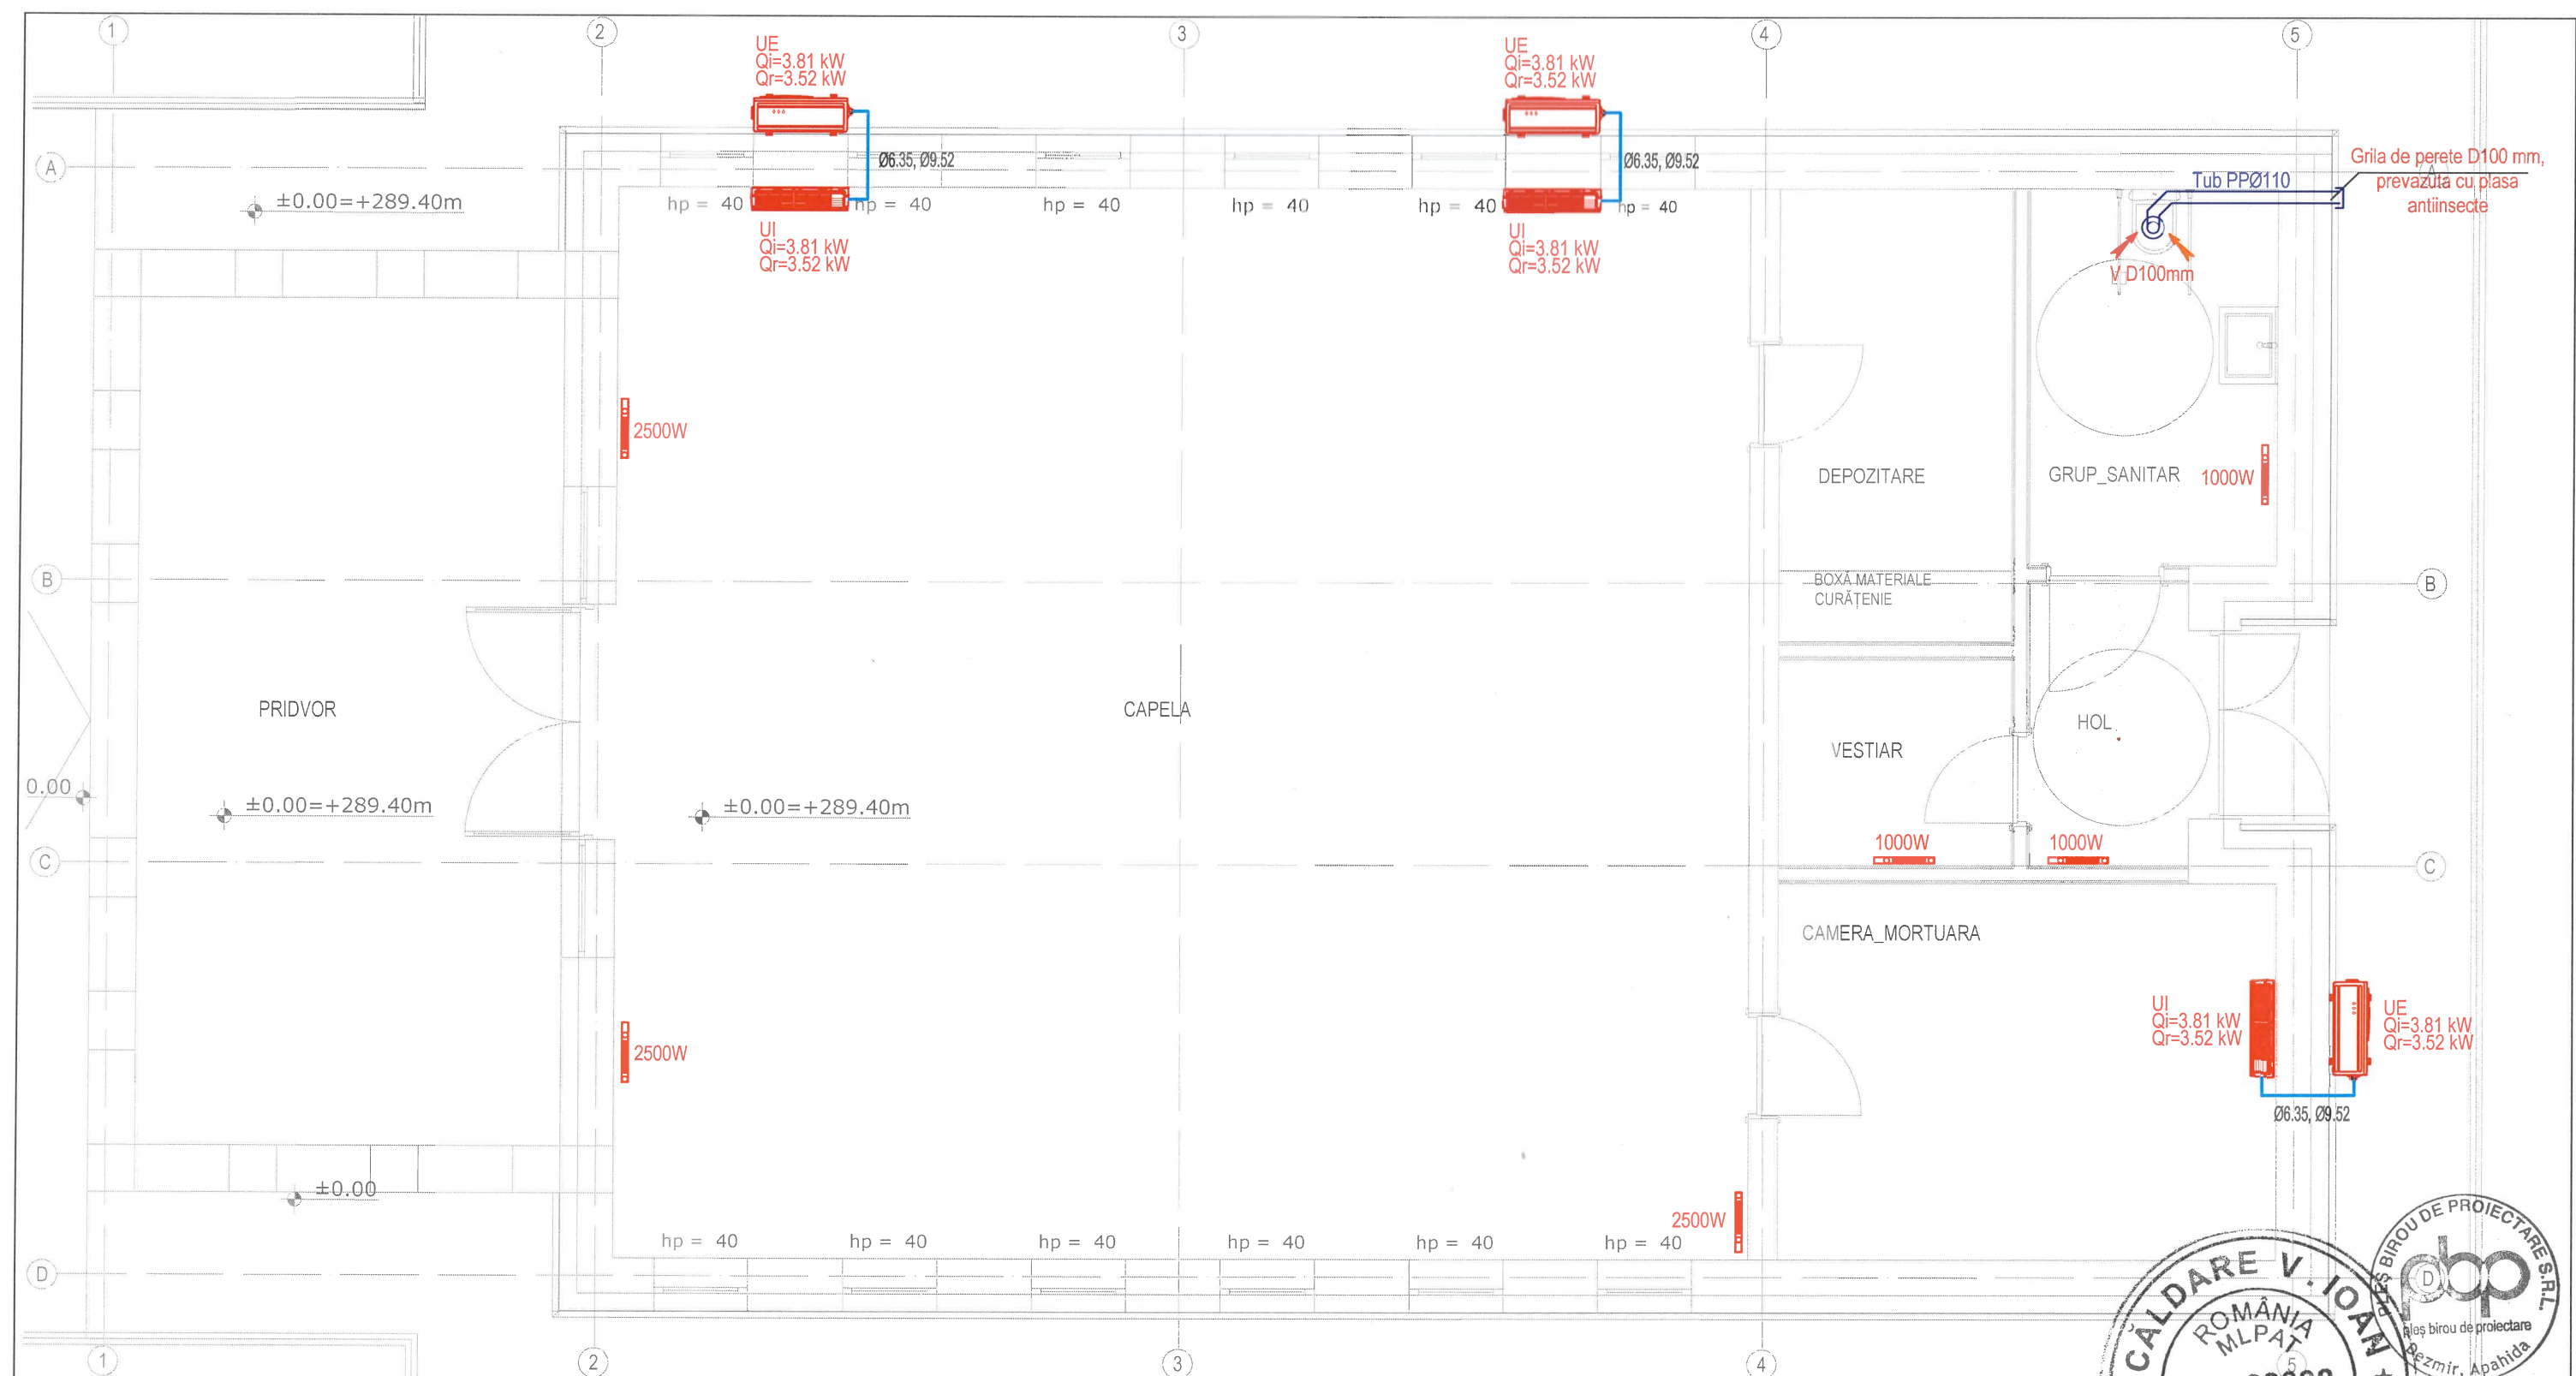 1
2
3
4
5
UE
Qi=3.81 kW
Qr=3.52 kW
UE
Qi=3.81 kW
Qr=3.52 kW
A
Ø6.35, Ø9.52
Ø6.35, Ø9.52
Grila de perete D100 mm,
prevazuta cu plasa
antiinsecte
A
Tub PPØ110
±0.00=+289.40m
hp = 40
hp = 40
hp = 40
hp = 40
hp = 40
hp = 40
UI
Qi=3.81 kW
Qr=3.52 kW
UI
Qi=3.81 kW
Qr=3.52 kW
V D100mm
2500W
DEPOZITARE
GRUP_SANITAR
1000W
B
BOXĂ MATERIALE
CURĂȚENIE
B
PRIDVOR
CAPELA
VESTIAR
HOL
0.00
±0.00=+289.40m
±0.00=+289.40m
1000W
1000W
C
C
CAMERA_MORTUARA
2500W
UI
Qi=3.81 kW
Qr=3.52 kW
UE
Qi=3.81 kW
Qr=3.52 kW
Ø6.35, Ø9.52
±0.00
2500W
hp = 40
hp = 40
hp = 40
hp = 40
hp = 40
hp = 40
D
D
BIROU DE PROIECTARE S.R.L.
pbp
pleș birou de proiectare
Dezmir, Apahida
CALDARE V. IOAN
ROMÂNIA
MLPAT
1
2
3
4
5